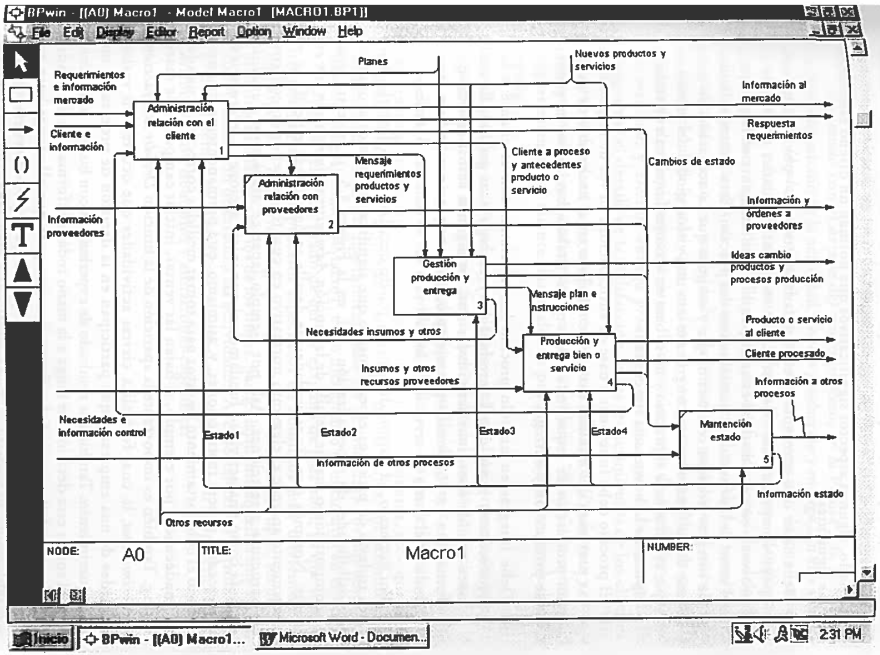 BPwin - [(A0) Macro1 - Model Macro1 [MACRO1.BP1]]
File Edit Display Editor Report Option Window Help
Planes
Nuevos productos y
servicios
Requerimientos
e información
mercado
Información al
mercado
Administración
relación con el
cliente
1
Respuesta
requerimientos
Cliente e
información
Mensaje
requerimientos
productos y
servicios
Cliente a proceso
y antecedentes
producto o
servicio
Cambios de estado
Administración
relación con
proveedores
2
Información
proveedores
Información y
órdenes a
proveedores
Gestión
producción y
entrega
3
Ideas cambio
productos y
procesos producción
Mensaje plan e
instrucciones
Necesidades insumos y otros
Producción y
entrega bien o
servicio
4
Producto o servicio
al cliente
Cliente procesado
Insumos y otros
recursos proveedores
Información a otros
procesos
Necesidades e
información control
Estado1
Estado2
Estado3
Estado4
Mantención
estado
5
Información de otros procesos
Información estado
Otros recursos
NODE:
A0
TITLE:
Macro1
NUMBER:
Inicio
BPwin - [(A0) Macro1...
Microsoft Word - Documen...
2:31 PM
()
T